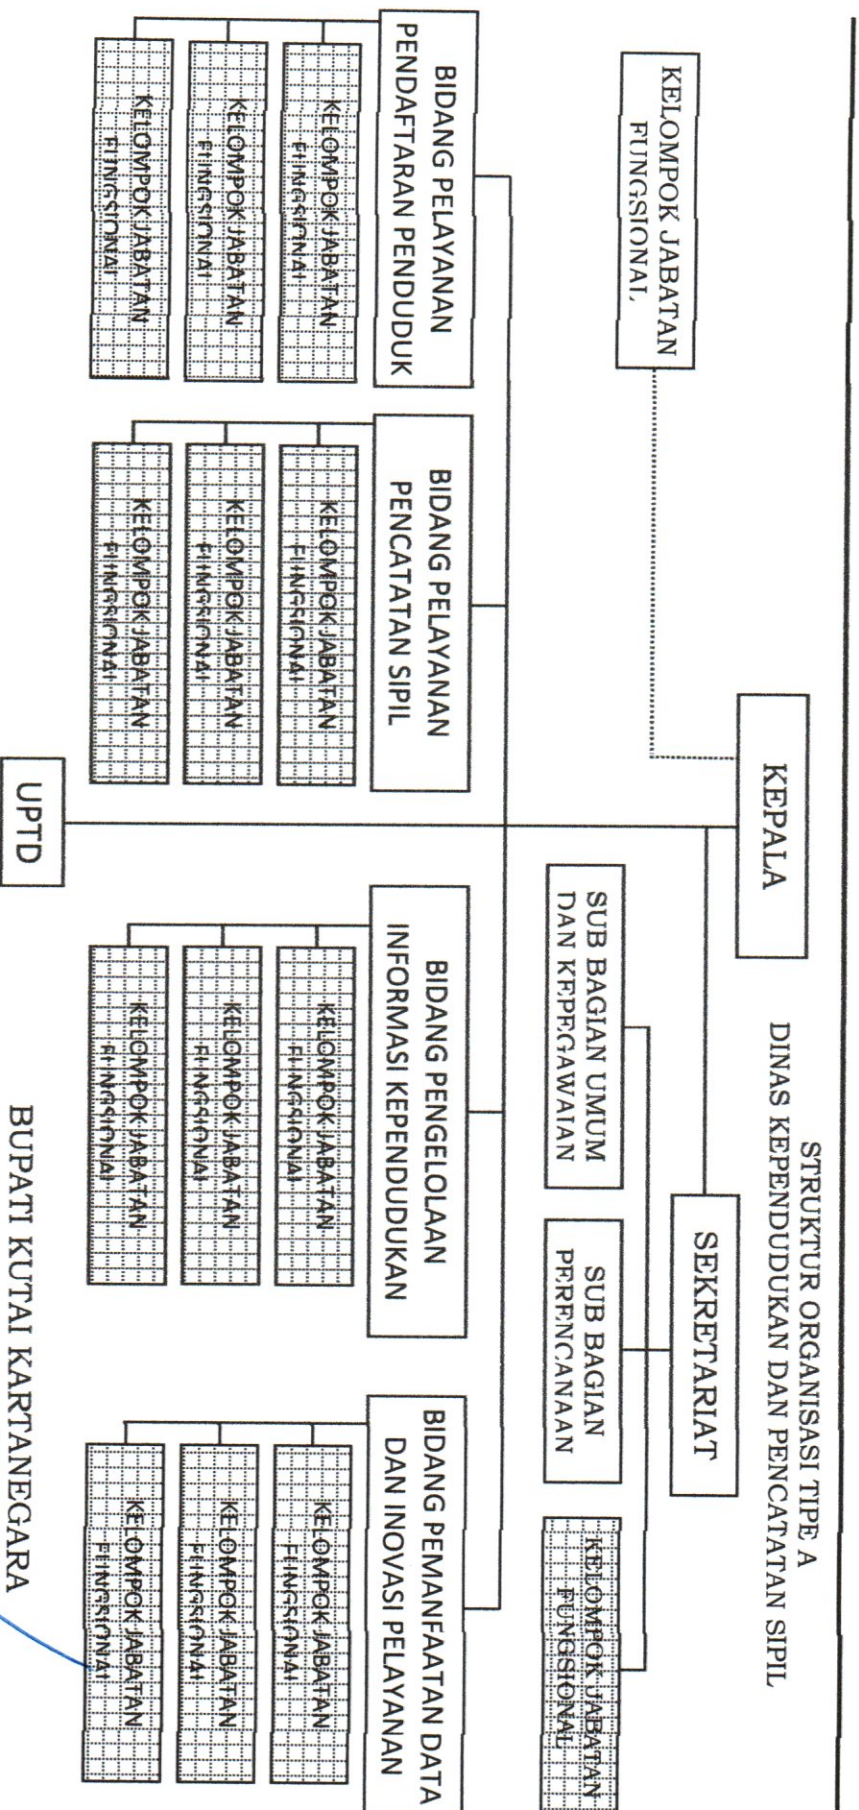 STRUKTUR ORGANISASI TIPE A
DINAS KEPENDUDUKAN DAN PENCATATAN SIPIL
KEPALA
KELOMPOK JABATAN
FUNGSIONAL
SEKRETARIAT
SUB BAGIAN UMUM
DAN KEPEGAWAIAN
SUB BAGIAN
PERENCANAAN
KELOMPOK JABATAN
FUNGSIONAL
BIDANG PELAYANAN
PENDAFTARAN PENDUDUK
KELOMPOK JABATAN
FUNGSIONAL
KELOMPOK JABATAN
FUNGSIONAL
KELOMPOK JABATAN
FUNGSIONAL
BIDANG PELAYANAN
PENCATATAN SIPIL
KELOMPOK JABATAN
FUNGSIONAL
KELOMPOK JABATAN
FUNGSIONAL
KELOMPOK JABATAN
FUNGSIONAL
BIDANG PENGELOLAAN
INFORMASI KEPENDUDUKAN
KELOMPOK JABATAN
FUNGSIONAL
KELOMPOK JABATAN
FUNGSIONAL
KELOMPOK JABATAN
FUNGSIONAL
BIDANG PEMANFAATAN DATA
DAN INOVASI PELAYANAN
KELOMPOK JABATAN
FUNGSIONAL
KELOMPOK JABATAN
FUNGSIONAL
KELOMPOK JABATAN
FUNGSIONAL
UPTD
BUPATI KUTAI KARTANEGARA